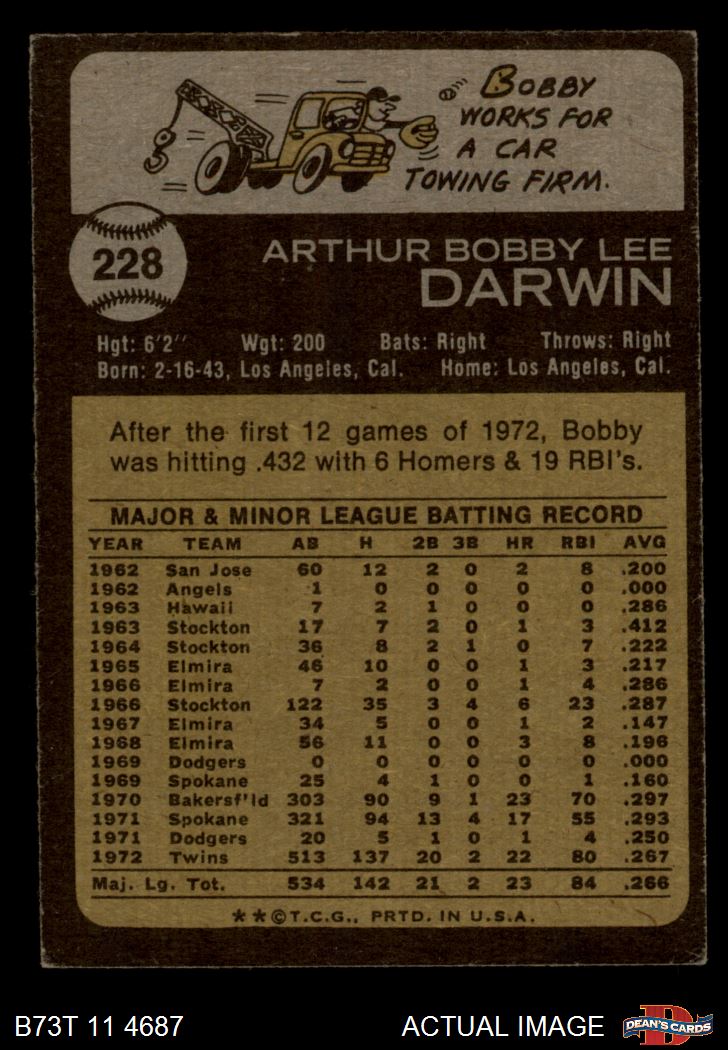 BOBBY
WORKS FOR
A CAR
TOWING FIRM.
228
ARTHUR BOBBY LEE
DARWIN
Hgt: 6'2" Wgt: 200 Bats: Right Throws: Right
Born: 2-16-43, Los Angeles, Cal. Home: Los Angeles, Cal.
After the first 12 games of 1972, Bobby
was hitting .432 with 6 Homers & 19 RBI's.
MAJOR & MINOR LEAGUE BATTING RECORD
YEAR TEAM AB H 2B 3B HR RBI AVG
1962 San Jose 60 12 2 0 2 8 .200
1962 Angels 1 0 0 0 0 0 .000
1963 Hawaii 7 2 1 0 0 0 .286
1963 Stockton 17 7 2 0 1 3 .412
1964 Stockton 36 8 2 1 0 7 .222
1965 Elmira 46 10 0 0 1 3 .217
1966 Elmira 7 2 0 0 1 4 .286
1966 Stockton 122 35 3 4 6 23 .287
1967 Elmira 34 5 0 0 1 2 .147
1968 Elmira 56 11 0 0 3 8 .196
1969 Dodgers 0 0 0 0 0 0 .000
1969 Spokane 25 4 1 0 0 1 .160
1970 Bakersf'ld 303 90 9 1 23 70 .297
1971 Spokane 321 94 13 4 17 55 .293
1971 Dodgers 20 5 1 0 1 4 .250
1972 Twins 513 137 20 2 22 80 .267
Maj. Lg. Tot. 534 142 21 2 23 84 .266
**©T.C.G., PRTD. IN U.S.A.
B73T 11 4687 ACTUAL IMAGE
D
DEAN'S CARDS